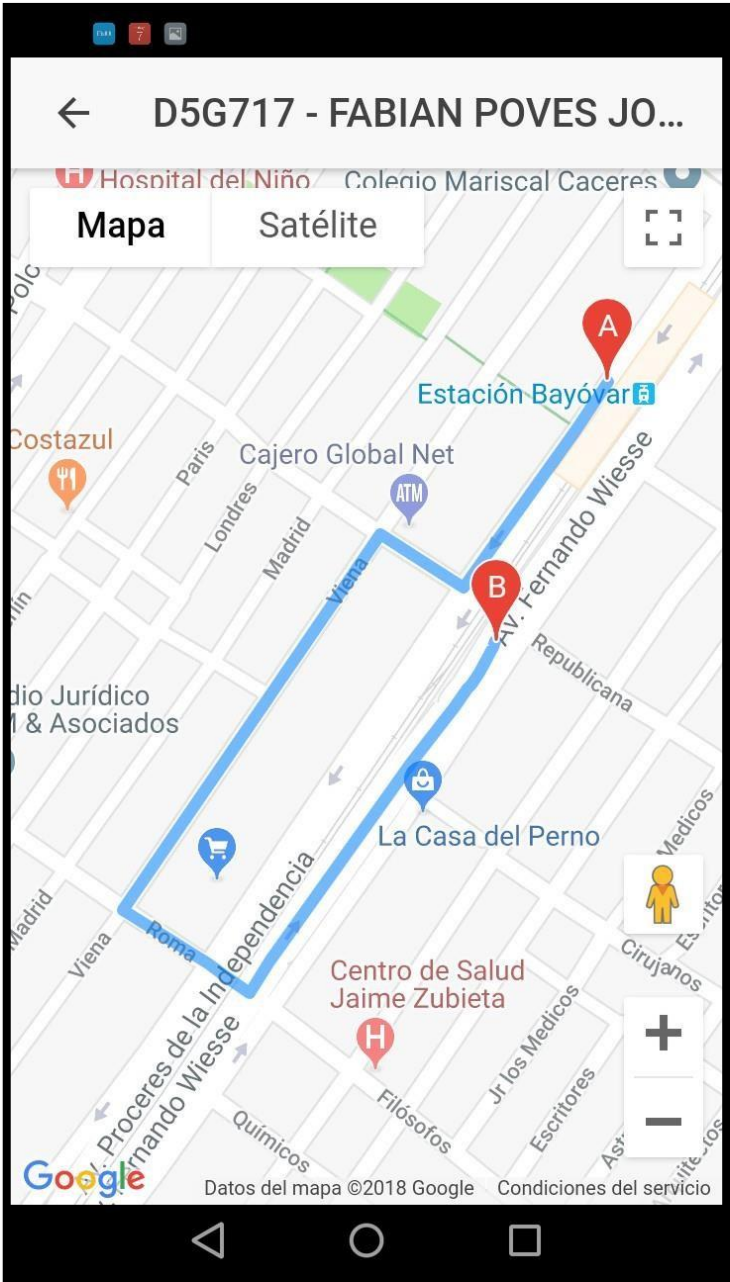 D5G717 - FABIAN POVES JO...
Hospital del Niño
Colegio Mariscal Caceres
Mapa
Satélite
A
Estación Bayóvar
Costazul
Paris
Cajero Global Net
ATM
Londres
Madrid
Viena
B
Av. Fernando Wiesse
Republicana
dio Jurídico
& Asociados
La Casa del Perno
Medicos
Madrid
Viena
Roma
Proceres de la Independencia
Cirujanos
Centro de Salud
Jaime Zubieta
H
Jr los Medicos
Filósofos
Escritores
Químicos
Google
Datos del mapa ©2018 Google
Condiciones del servicio